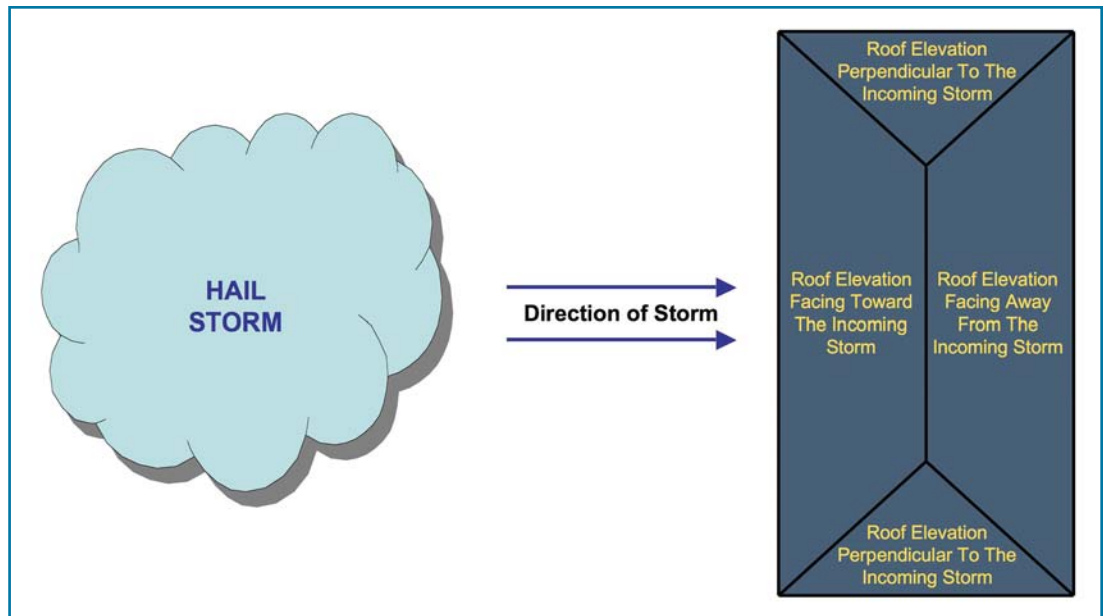 HAIL
STORM
Direction of Storm
Roof Elevation
Perpendicular To The
Incoming Storm
Roof Elevation
Facing Toward
The Incoming
Storm
Roof Elevation
Facing Away
From The
Incoming Storm
Roof Elevation
Perpendicular To The
Incoming Storm